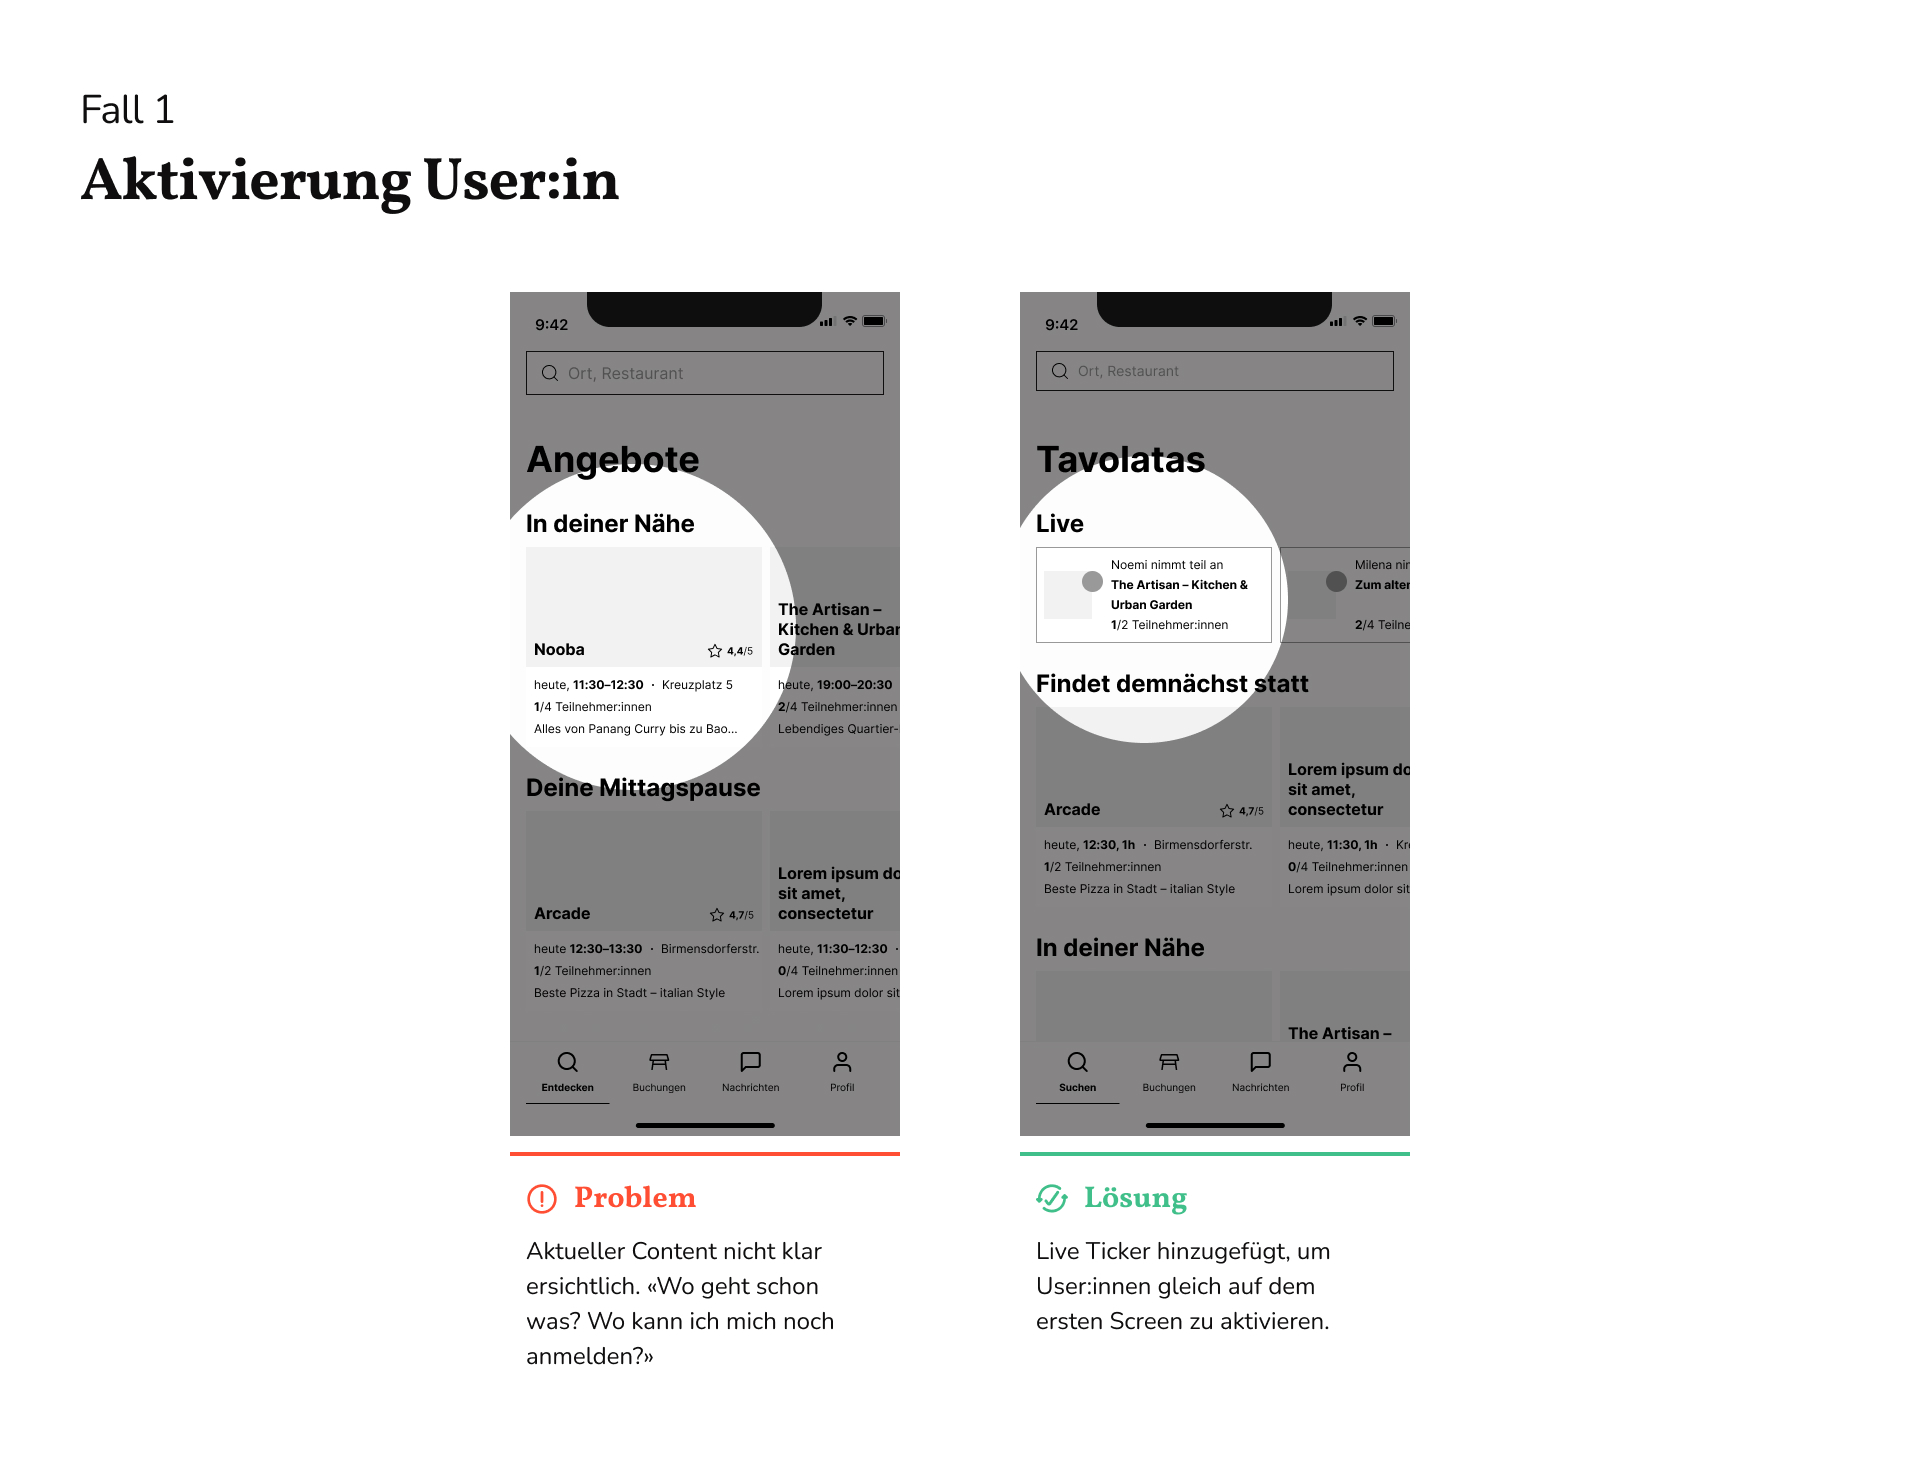 Fall 1
Aktivierung User:in
9:42
Ort, Restaurant
Angebote
In deiner Nähe
Nooba
4,4/5
heute, 11:30–12:30 · Kreuzplatz 5
1/4 Teilnehmer:innen
Alles von Panang Curry bis zu Bao...
The Artisan –
Kitchen & Urban
Garden
heute, 19:00–20:30
2/4 Teilnehmer:innen
Lebendiges Quartier-
Deine Mittagspause
Arcade
4,7/5
heute 12:30–13:30 · Birmensdorferstr.
1/2 Teilnehmer:innen
Beste Pizza in Stadt – italian Style
Lorem ipsum do
sit amet,
consectetur
heute, 11:30–12:30 ·
0/4 Teilnehmer:innen
Lorem ipsum dolor sit
Entdecken
Buchungen
Nachrichten
Profil
Problem
Aktueller Content nicht klar
ersichtlich. «Wo geht schon
was? Wo kann ich mich noch
anmelden?»
9:42
Ort, Restaurant
Tavolatas
Live
Noemi nimmt teil an
The Artisan – Kitchen &
Urban Garden
1/2 Teilnehmer:innen
Milena nim
Zum alten
2/4 Teilne
Findet demnächst statt
Arcade
4,7/5
heute, 12:30, 1h · Birmensdorferstr.
1/2 Teilnehmer:innen
Beste Pizza in Stadt – italian Style
Lorem ipsum do
sit amet,
consectetur
heute, 11:30, 1h · Kre
0/4 Teilnehmer:innen
Lorem ipsum dolor sit
In deiner Nähe
The Artisan –
Suchen
Buchungen
Nachrichten
Profil
Lösung
Live Ticker hinzugefügt, um
User:innen gleich auf dem
ersten Screen zu aktivieren.